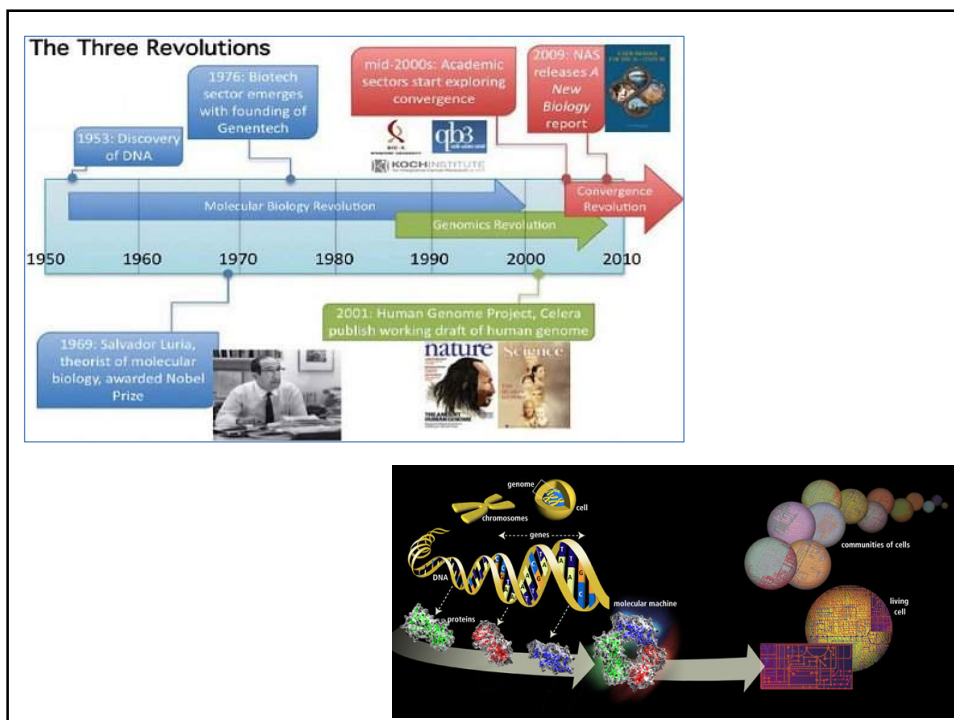 The Three Revolutions
1976: Biotech
sector emerges
with founding of
Genentech
mid-2000s: Academic
sectors start exploring
convergence
2009: NAS
releases A
New
Biology
report
1953: Discovery
of DNA
BIO-X
qb3
KOCH INSTITUTE
Molecular Biology Revolution
Convergence
Revolution
Genomics Revolution
1950
1960
1970
1980
1990
2000
2010
1969: Salvador Luria,
theorist of molecular
biology, awarded Nobel
Prize
2001: Human Genome Project, Celera
publish working draft of human genome
nature
Science
genome
cell
chromosomes
genes
DNA
proteins
molecular machine
communities of cells
living
cell